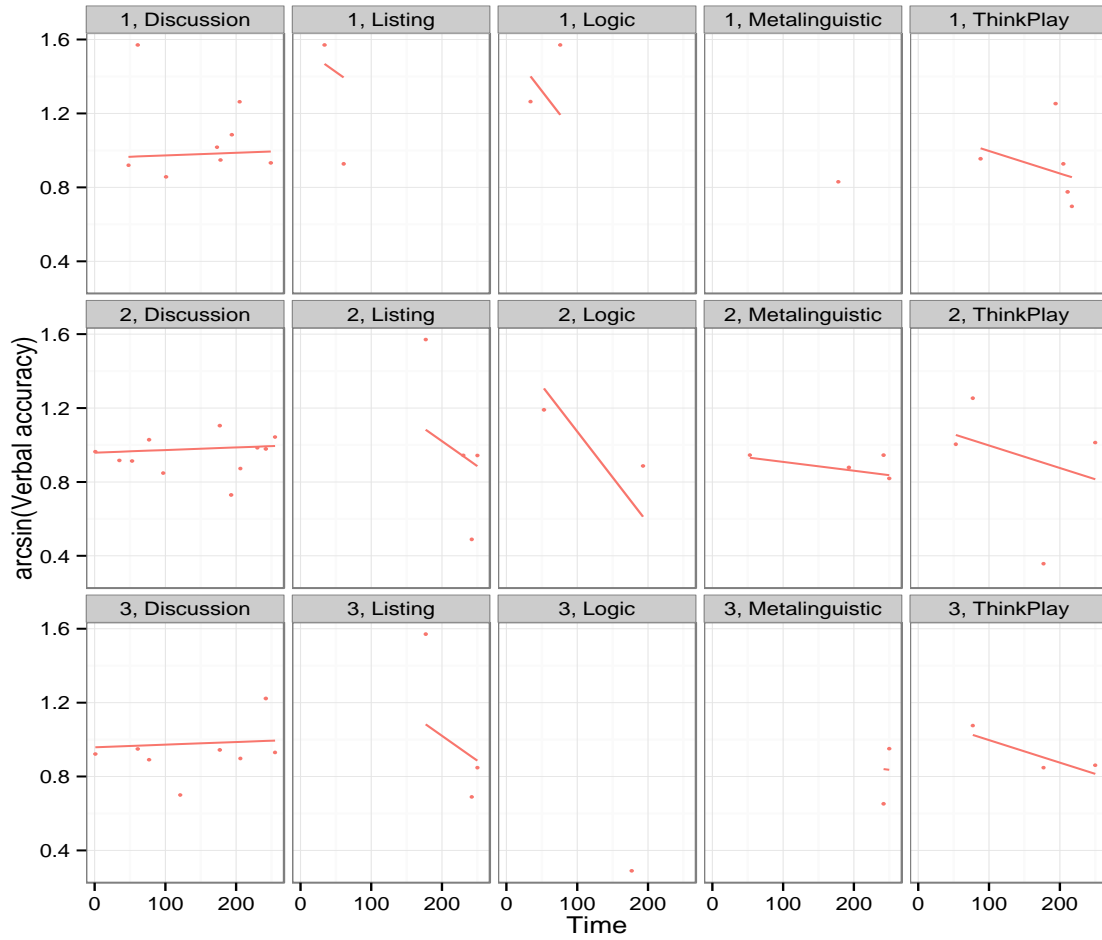 1, Discussion 1, Listing 1, Logic 1, Metalinguistic 1, ThinkPlay
1.6
1.2
0.8
0.4
2, Discussion 2, Listing 2, Logic 2, Metalinguistic 2, ThinkPlay
1.6
1.2
0.8
0.4
arcsin(Verbal accuracy)
3, Discussion 3, Listing 3, Logic 3, Metalinguistic 3, ThinkPlay
1.6
1.2
0.8
0.4
0 100 200 0 100 200 0 100 200 0 100 200 0 100 200
Time